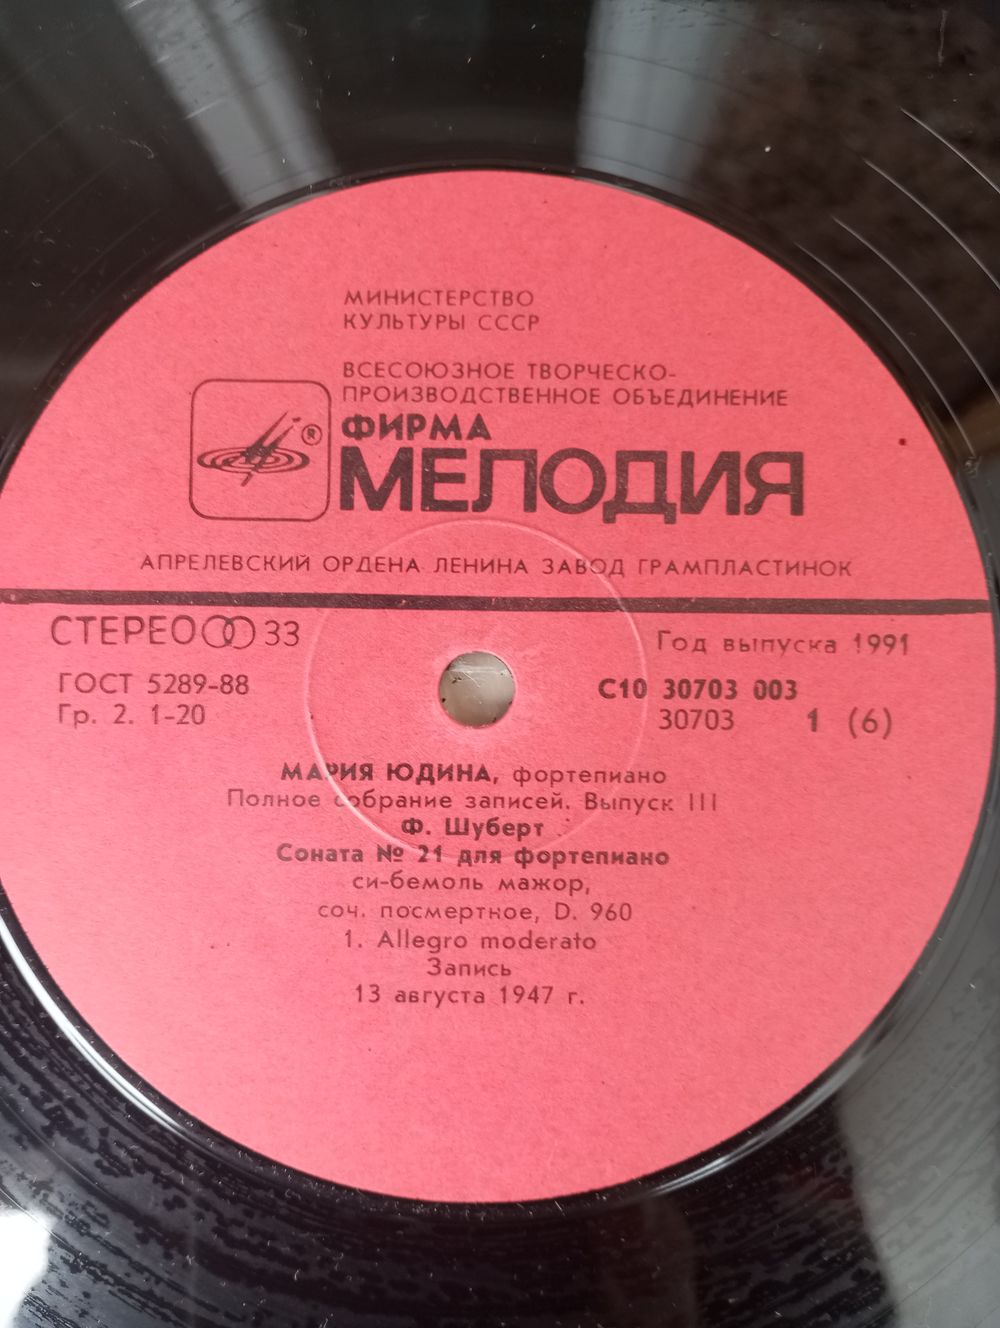 МИНИСТЕРСТВО
КУЛЬТУРЫ СССР
ВСЕСОЮЗНОЕ ТВОРЧЕСКО-
ПРОИЗВОДСТВЕННОЕ ОБЪЕДИНЕНИЕ
ФИРМА
® МЕЛОДИЯ
АПРЕЛЕВСКИЙ ОРДЕНА ЛЕНИНА ЗАВОД ГРАМПЛАСТИНОК
СТЕРЕО 33
Год выпуска 1991
ГОСТ 5289-88
С10 30703 003
Гр. 2. 1-20
30703 1 (6)
МАРИЯ ЮДИНА, фортепиано
Полное собрание записей. Выпуск III
Ф. Шуберт
Соната № 21 для фортепиано
си-бемоль мажор,
соч. посмертное, D. 960
1. Allegro moderato
Запись
13 августа 1947 г.